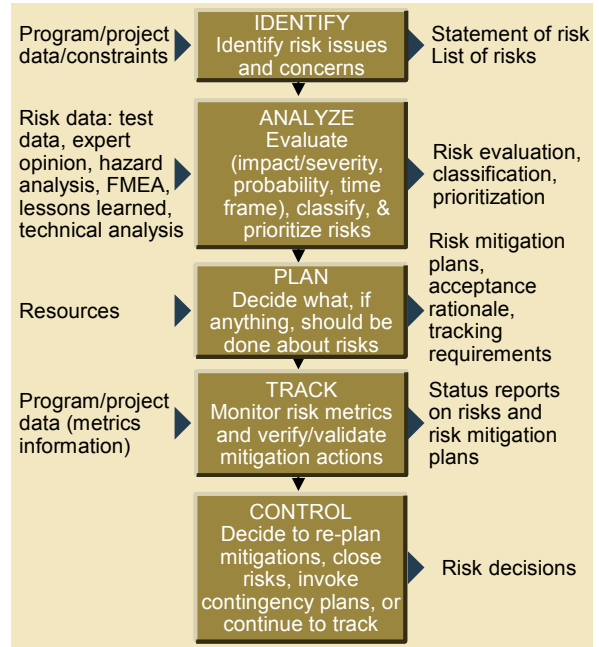 Program/project
data/constraints
IDENTIFY
Identify risk issues
and concerns
Statement of risk
List of risks
Risk data: test
data, expert
opinion, hazard
analysis, FMEA,
lessons learned,
technical analysis
ANALYZE
Evaluate
(impact/severity,
probability, time
frame), classify, &
prioritize risks
Risk evaluation,
classification,
prioritization
Resources
PLAN
Decide what, if
anything, should be
done about risks
Risk mitigation
plans,
acceptance
rationale,
tracking
requirements
Program/project
data (metrics
information)
TRACK
Monitor risk metrics
and verify/validate
mitigation actions
Status reports
on risks and
risk mitigation
plans
CONTROL
Decide to re-plan
mitigations, close
risks, invoke
contingency plans, or
continue to track
Risk decisions